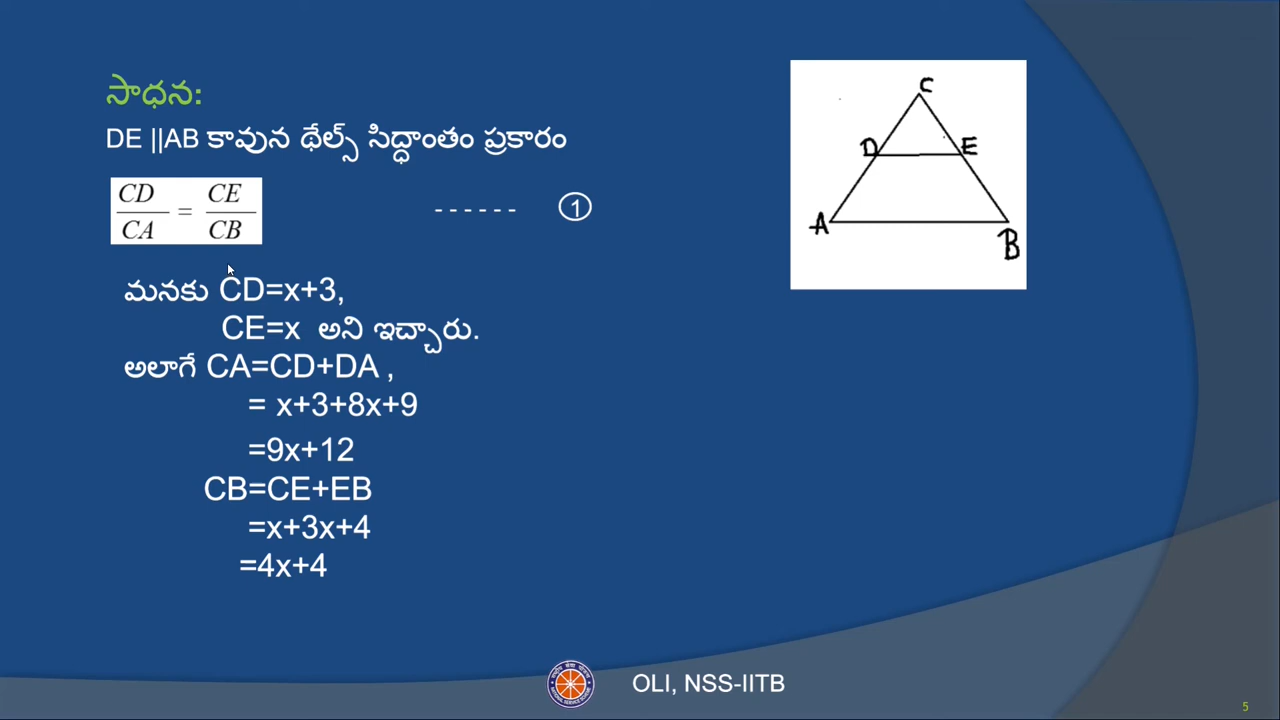 సాధన:
DE ||AB కావున థేల్స్ సిద్ధాంతం ప్రకారం
CD/CA = CE/CB ------ ①
మనకు CD=x+3,
CE=x అని ఇచ్చారు.
అలాగే CA=CD+DA ,
= x+3+8x+9
=9x+12
CB=CE+EB
=x+3x+4
=4x+4
C
D E
A B
OLI, NSS-IITB
5